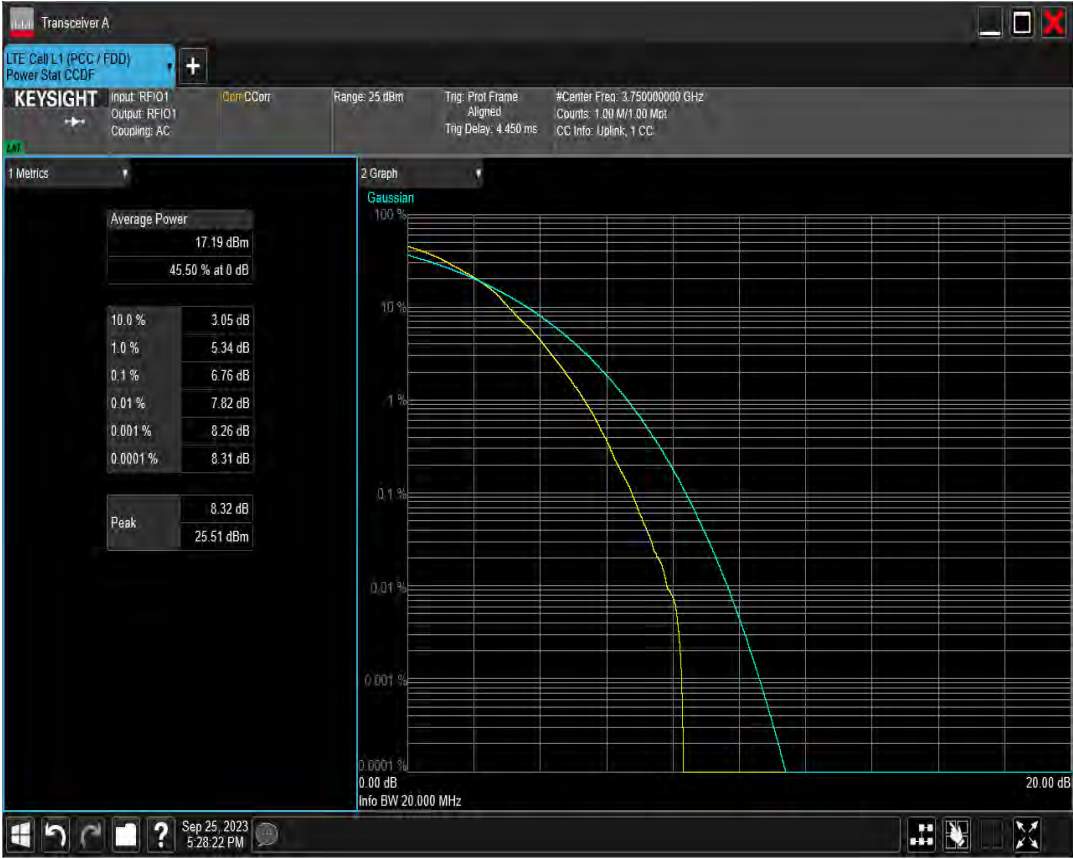 Transceiver A
LTE Cell L1 (PCC / FDD)
Power Stat CCDF
+
KEYSIGHT
Input: RFIO1
Output: RFIO1
Coupling: AC
Corr CCorr
Range: 25 dBm
Trig: Prot Frame
Aligned
Trig Delay: 4.450 ms
#Center Freq: 3.750000000 GHz
Counts: 1.00 M/1.00 Mpt
CC Info: Uplink, 1 CC
1 Metrics
Average Power
17.19 dBm
45.50 % at 0 dB
10.0 % 3.05 dB
1.0 % 5.34 dB
0.1 % 6.76 dB
0.01 % 7.82 dB
0.001 % 8.26 dB
0.0001 % 8.31 dB
Peak
8.32 dB
25.51 dBm
2 Graph
Gaussian
100 %
10 %
1 %
0.1 %
0.01 %
0.001 %
0.0001 %
0.00 dB
20.00 dB
Info BW 20.000 MHz
?
Sep 25, 2023
5:28:22 PM